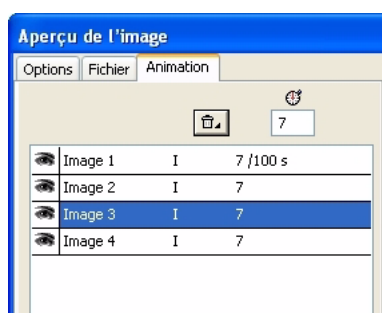 Aperçu de l'image
Options Fichier Animation
7
Image 1 I 7 /100 s
Image 2 I 7
Image 3 I 7
Image 4 I 7